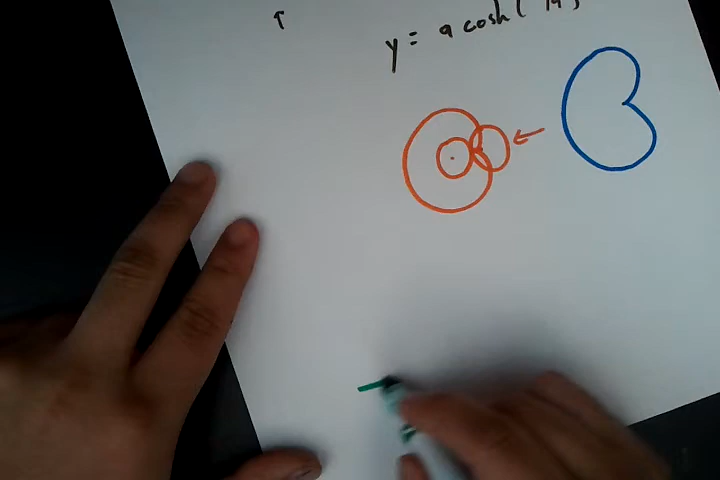 y = a cosh(